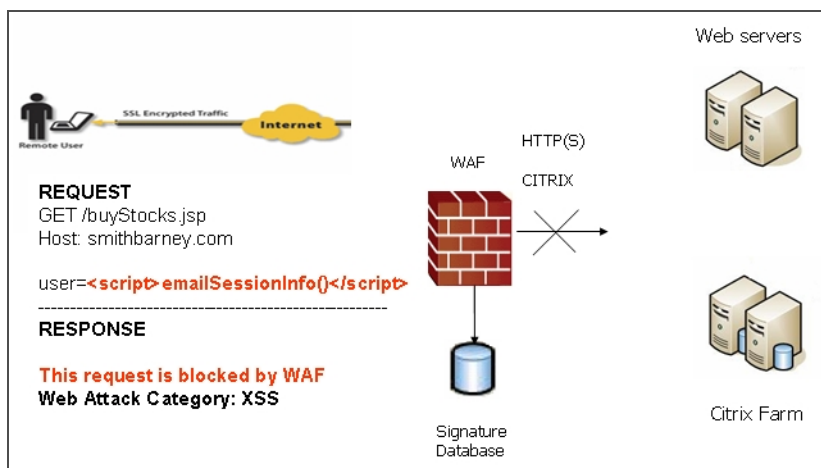 Web servers
SSL Encrypted Traffic
Internet
Remote User
HTTP(S)
WAF
CITRIX
REQUEST
GET /buyStocks.jsp
Host: smithbarney.com
user=<script>emailSessionInfo()</script>
------------------------------------------------------
RESPONSE
This request is blocked by WAF
Web Attack Category: XSS
Signature
Database
Citrix Farm